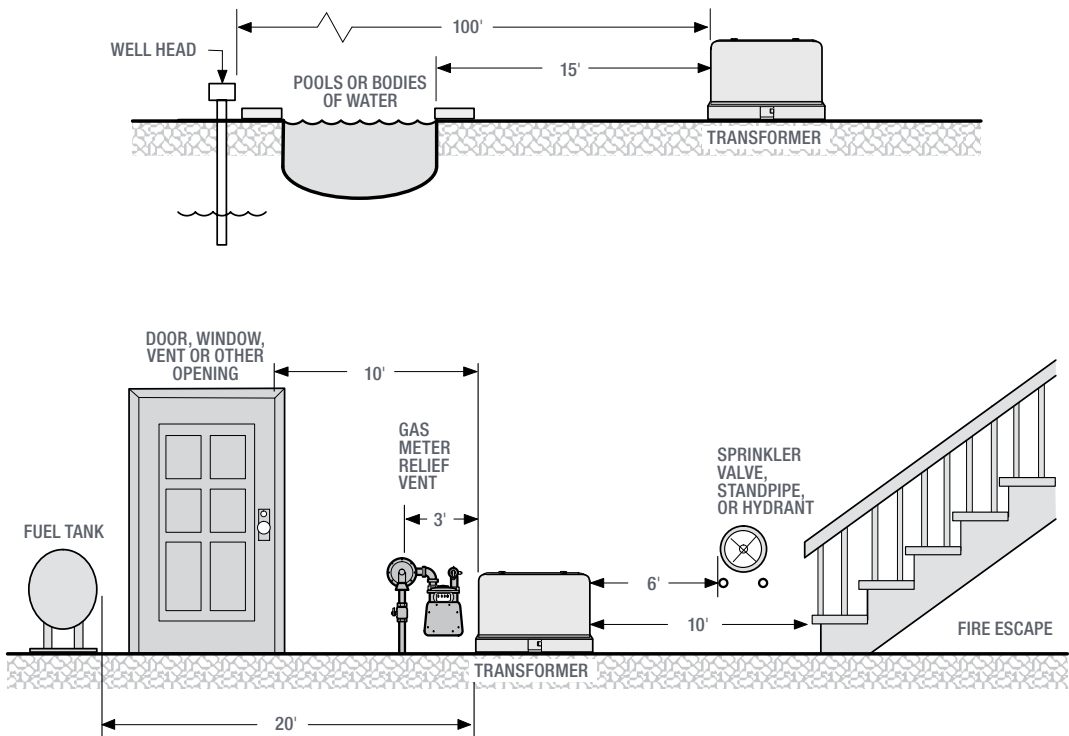 100'
WELL HEAD
15'
POOLS OR BODIES
OF WATER
TRANSFORMER
DOOR, WINDOW,
VENT OR OTHER
OPENING
10'
GAS
METER
RELIEF
VENT
SPRINKLER
VALVE,
STANDPIPE,
OR HYDRANT
3'
FUEL TANK
6'
10'
FIRE ESCAPE
TRANSFORMER
20'